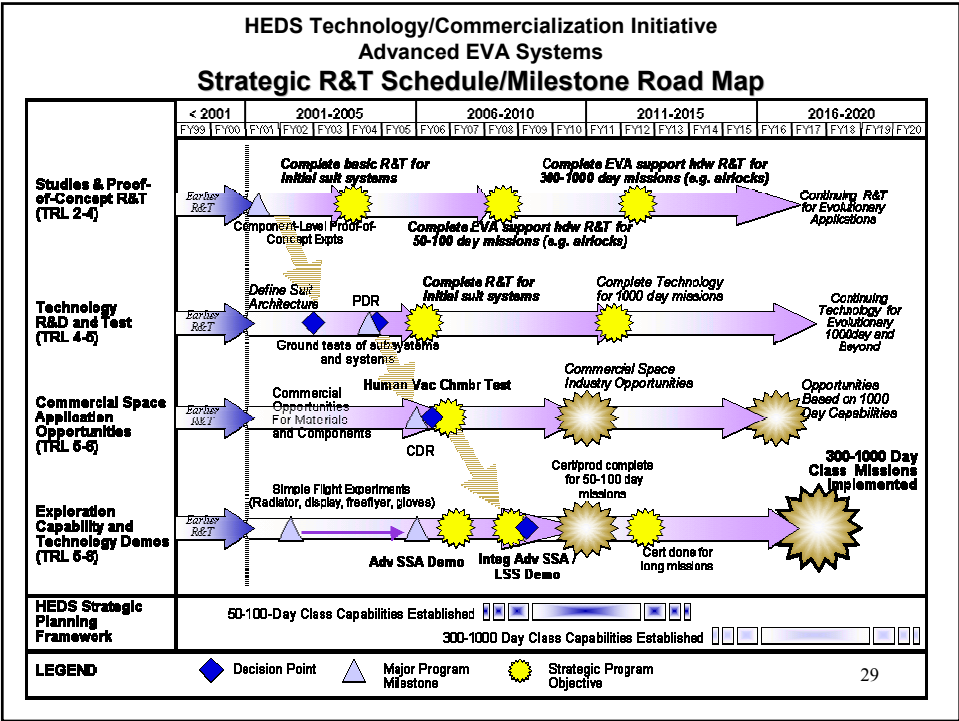 HEDS Technology/Commercialization Initiative
Advanced EVA Systems
Strategic R&T Schedule/Milestone Road Map
< 2001
2001-2005
2006-2010
2011-2015
2016-2020
FY99 FY00 FY01 FY02 FY03 FY04 FY05 FY06 FY07 FY08 FY09 FY10 FY11 FY12 FY13 FY14 FY15 FY16 FY17 FY18 FY19 FY20
Studies & Proof-
of-Concept R&T
(TRL 2-4)
Earlier
R&T
Complete basic R&T for
initial suit systems
Component-Level Proof-of-
Concept Expts
Complete EVA support hdw R&T for
50-100 day missions (e.g. airlocks)
Complete EVA support hdw R&T for
300-1000 day missions (e.g. airlocks)
Continuing R&T
for Evolutionary
Applications
Technology
R&D and Test
(TRL 4-5)
Earlier
R&T
Define Suit
Architecture
PDR
Ground tests of subsystems
and systems
Complete R&T for
initial suit systems
Complete Technology
for 1000 day missions
Continuing
Technology for
Evolutionary
1000day and
Beyond
Commercial Space
Application
Opportunities
(TRL 5-6)
Earlier
R&T
Commercial
Opportunities
For Materials
and Components
Human Vac Chmbr Test
CDR
Commercial Space
Industry Opportunities
Opportunities
Based on 1000
Day Capabilities
Exploration
Capability and
Technology Demos
(TRL 5-8)
Earlier
R&T
Simple Flight Experiments
(Radiator, display, freeflyer, gloves)
Adv SSA Demo
Integ Adv SSA /
LSS Demo
Cert/prod complete
for 50-100 day
missions
Cert done for
long missions
300-1000 Day
Class Missions
Implemented
HEDS Strategic
Planning
Framework
50-100-Day Class Capabilities Established
300-1000 Day Class Capabilities Established
LEGEND
Decision Point
Major Program
Milestone
Strategic Program
Objective
29